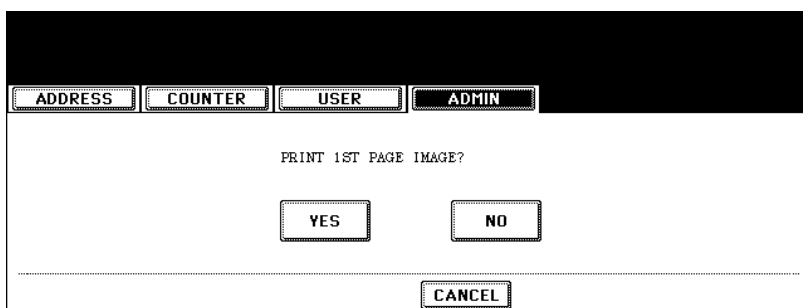 ADDRESS COUNTER USER ADMIN
PRINT 1ST PAGE IMAGE?
YES NO
CANCEL